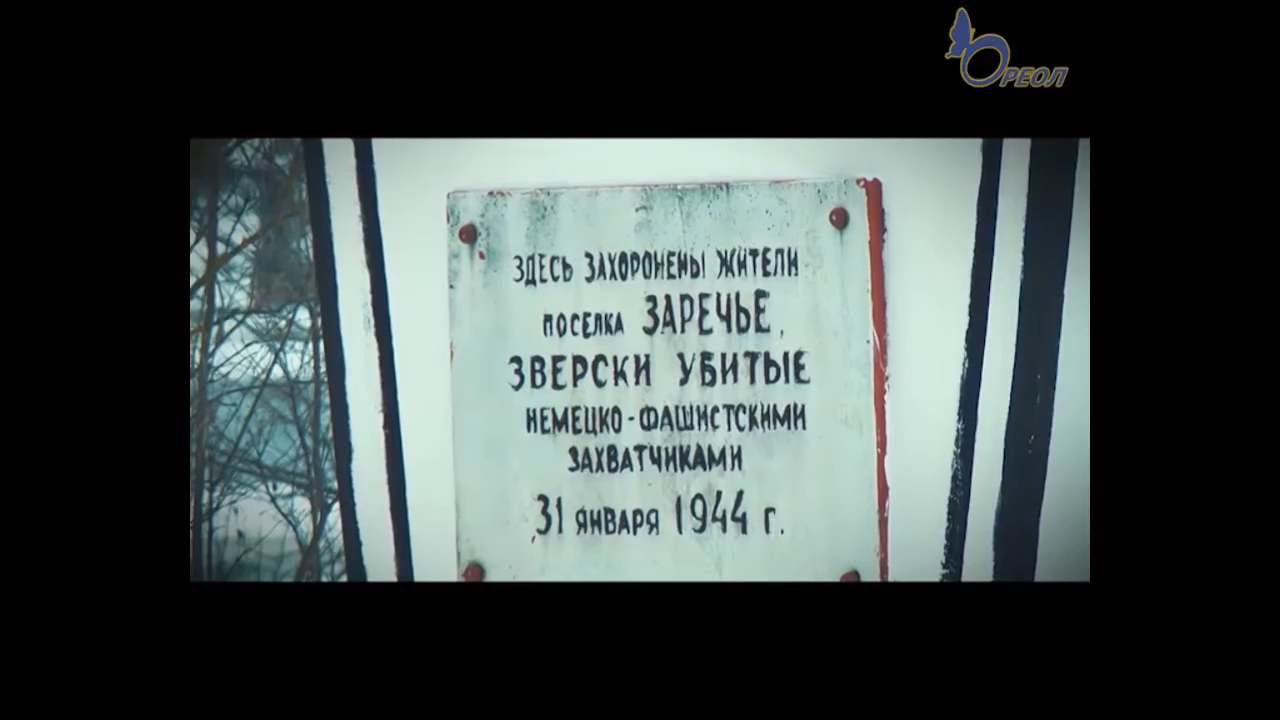 ОРЕОЛ
ЗДЕСЬ ЗАХОРОНЕНЫ ЖИТЕЛИ
ПОСЕЛКА ЗАРЕЧЬЕ,
ЗВЕРСКИ УБИТЫЕ
НЕМЕЦКО-ФАШИСТСКИМИ
ЗАХВАТЧИКАМИ
31 ЯНВАРЯ 1944 г.